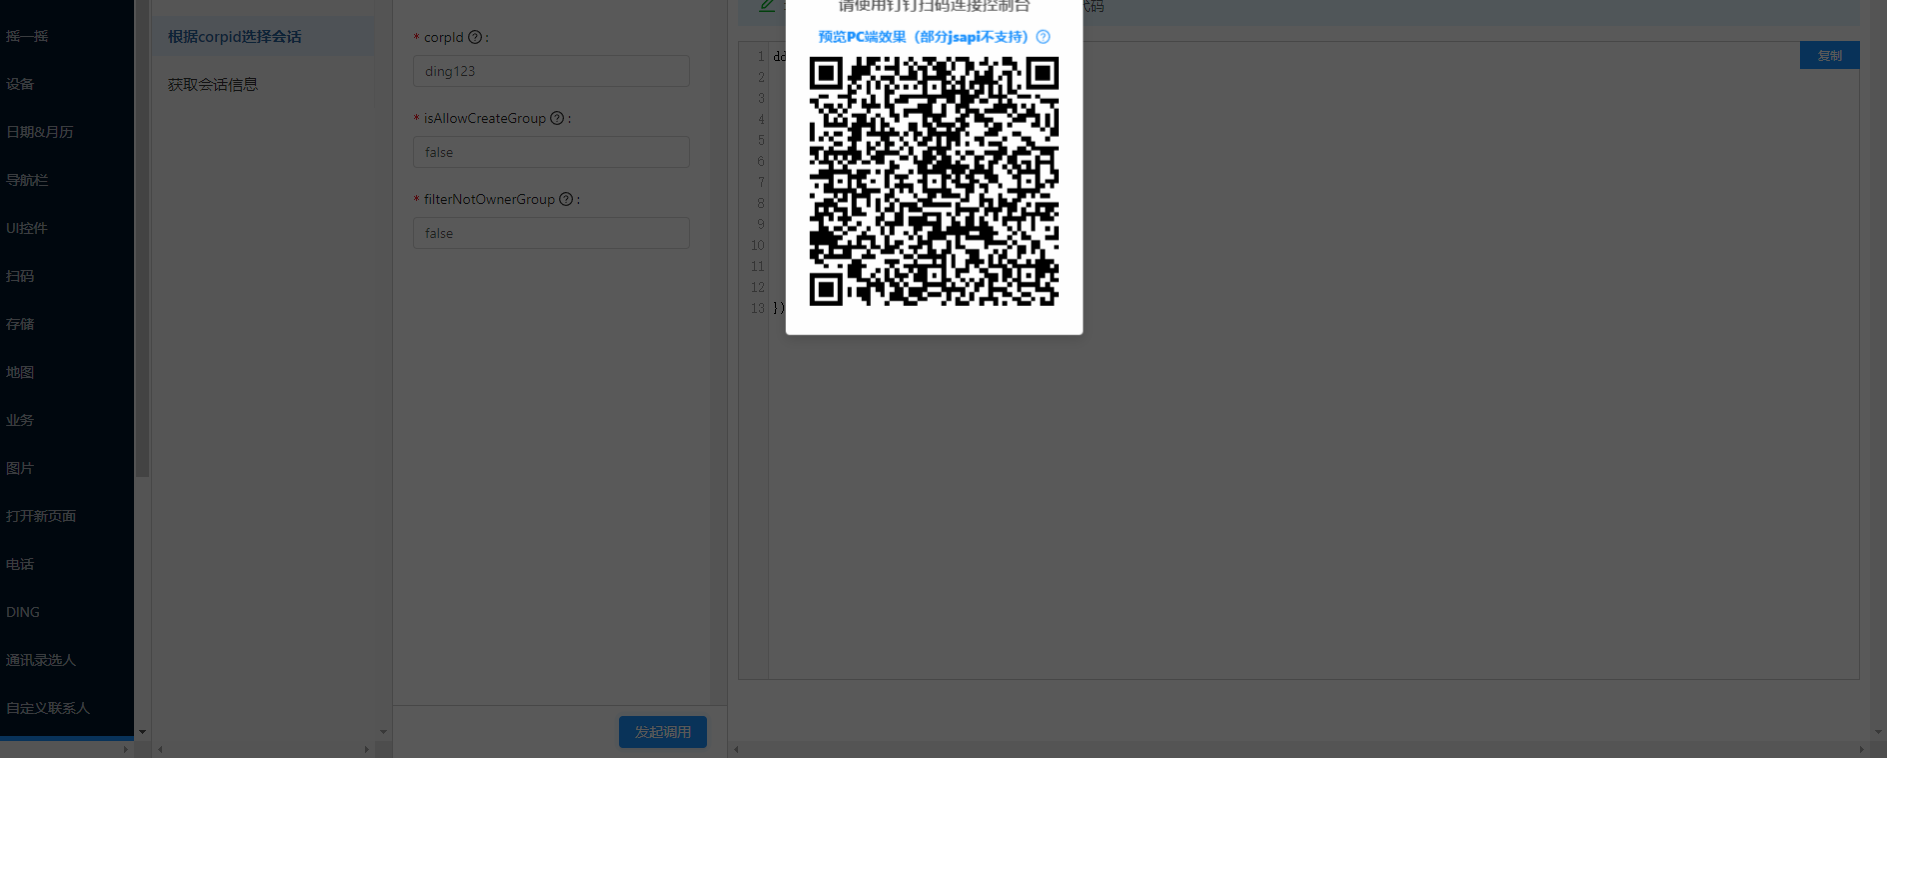 摇一摇
设备
日期&月历
导航栏
UI控件
扫码
存储
地图
业务
图片
打开新页面
电话
DING
通讯录选人
自定义联系人
根据corpid选择会话
获取会话信息
* corpId ? :
ding123
* isAllowCreateGroup ? :
false
* filterNotOwnerGroup ? :
false
发起调用
代码
复制
1 dd
2
3
4
5
6
7
8
9
10
11
12
13 })
请使用钉钉扫码连接控制台
预览PC端效果（部分jsapi不支持） ?